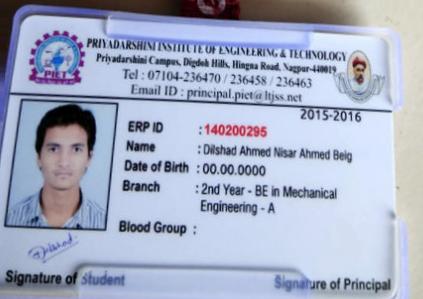 PRIYADARSHINI INSTITUTE OF ENGINEERING & TECHNOLOGY
Priyadarshini Campus, Digdoh Hills, Hingna Road, Nagpur-440019
Tel : 07104-236470 / 236458 / 236463
Email ID : principal.piet@ltjss.net
PIET
2015-2016
ERP ID : 140200295
Name : Dilshad Ahmed Nisar Ahmed Beig
Date of Birth : 00.00.0000
Branch : 2nd Year - BE in Mechanical
Engineering - A
Blood Group :
Dilshad
Signature of Student
Signature of Principal